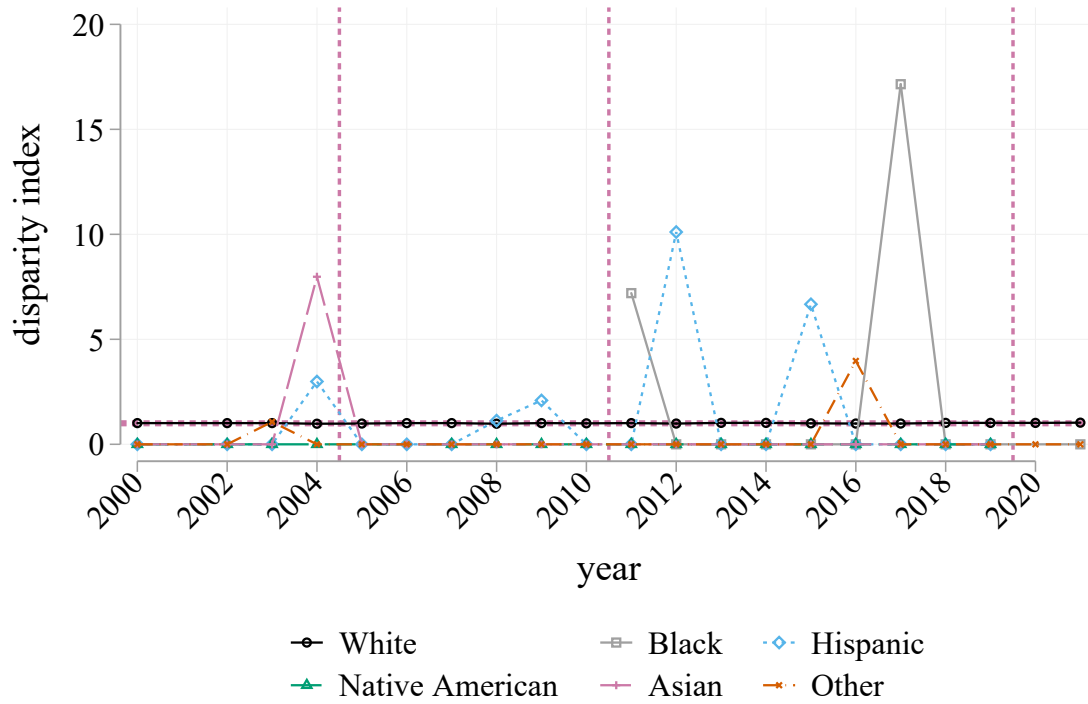 20
15
10
5
0
disparity index
2000 2002 2004 2006 2008 2010 2012 2014 2016 2018 2020
year
White Black Hispanic
Native American Asian Other